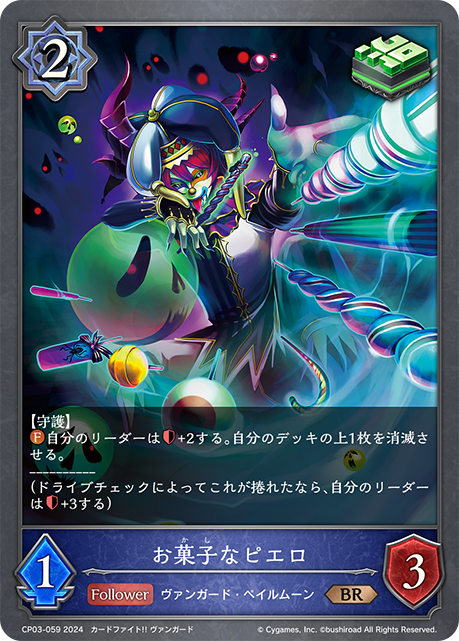 2
【守護】
F 自分のリーダーは+2する。自分のデッキの上1枚を消滅さ
せる。
----------
(ドライブチェックによってこれが捲れたなら、自分のリーダー
は+3する)
かし
お菓子なピエロ
1
Follower ヴァンガード・ペイルムーン BR
3
CP03-059 2024 カードファイト!! ヴァンガード © Cygames, Inc. ©bushiroad All Rights Reserved.